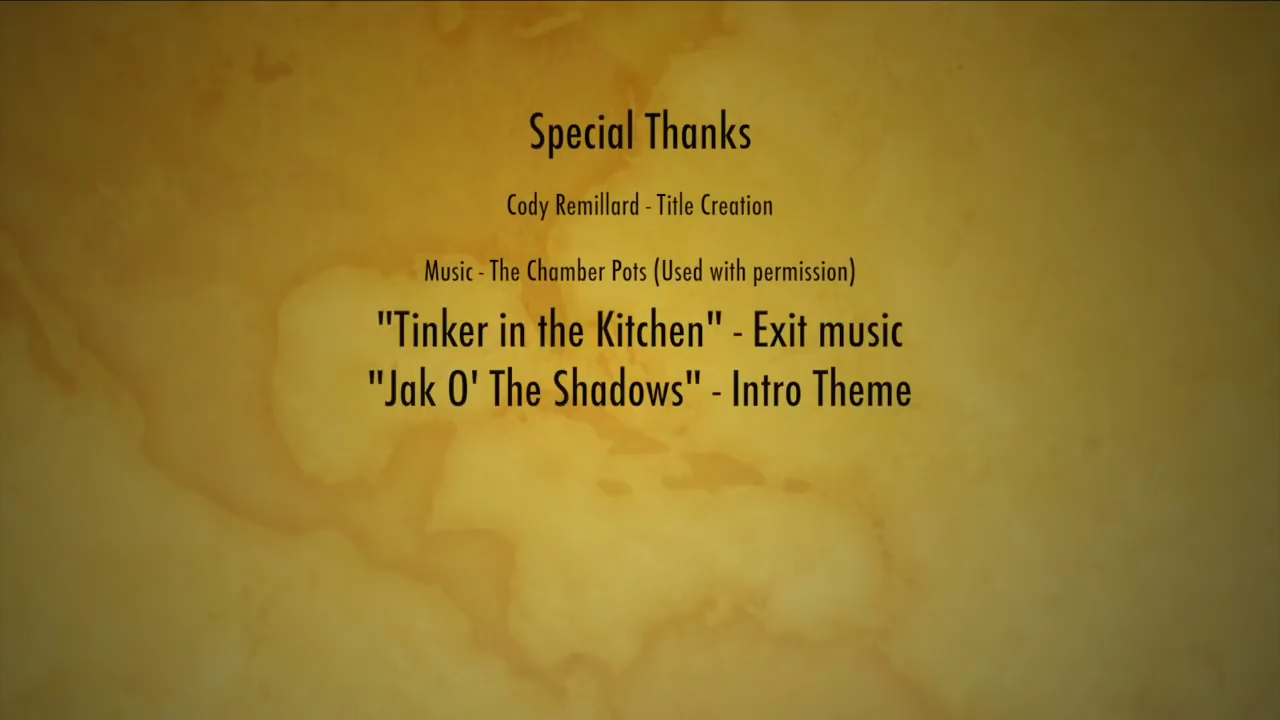 Special Thanks
Cody Remillard - Title Creation
Music - The Chamber Pots (Used with permission)
"Tinker in the Kitchen" - Exit music
"Jak O' The Shadows" - Intro Theme